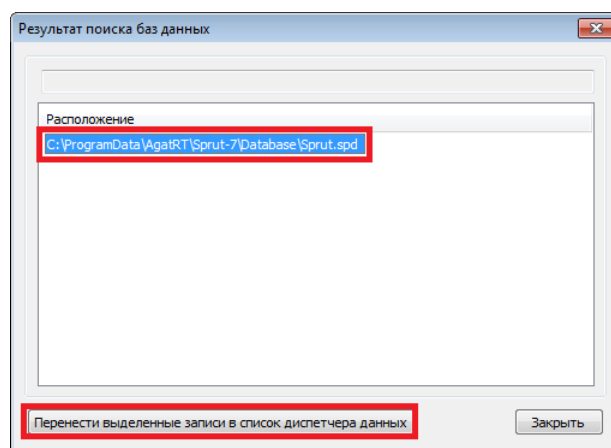 Результат поиска баз данных
Расположение
C:\ProgramData\AgatRT\Sprut-7\Database\Sprut.spd
Перенести выделенные записи в список диспетчера данных
Закрыть